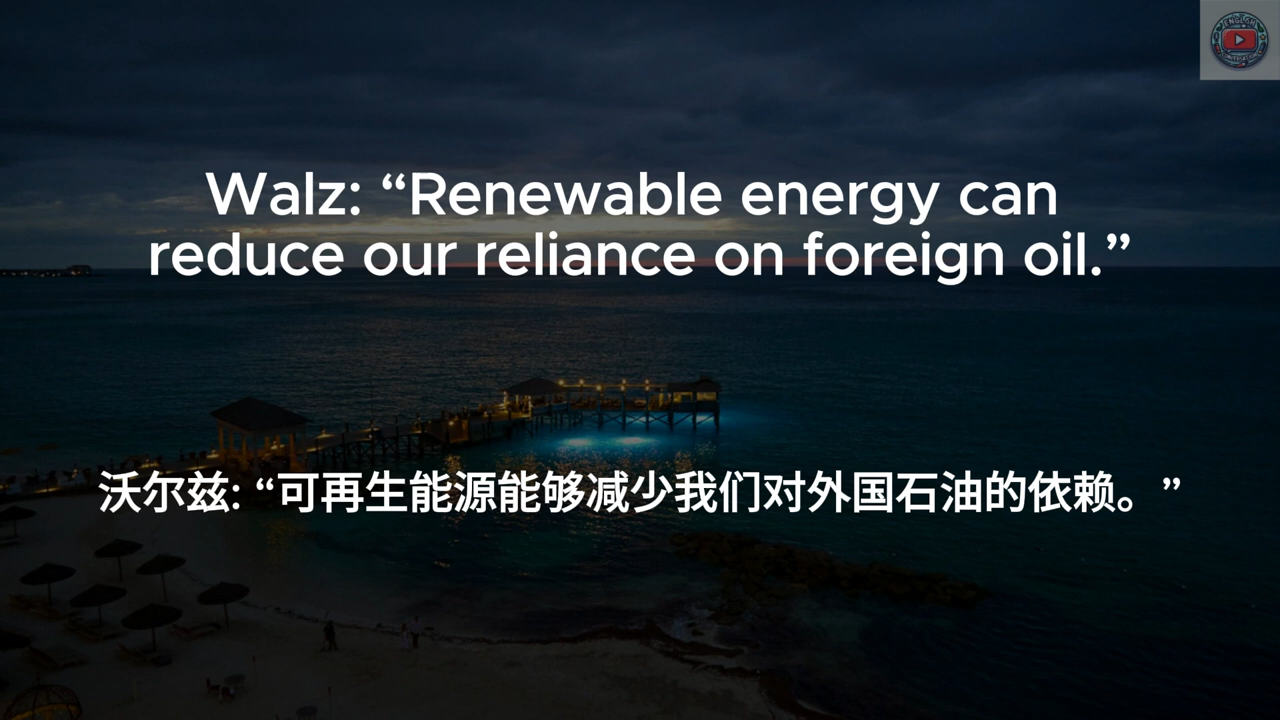 Walz: “Renewable energy can
reduce our reliance on foreign oil.”
沃尔兹: “可再生能源能够减少我们对外国石油的依赖。”